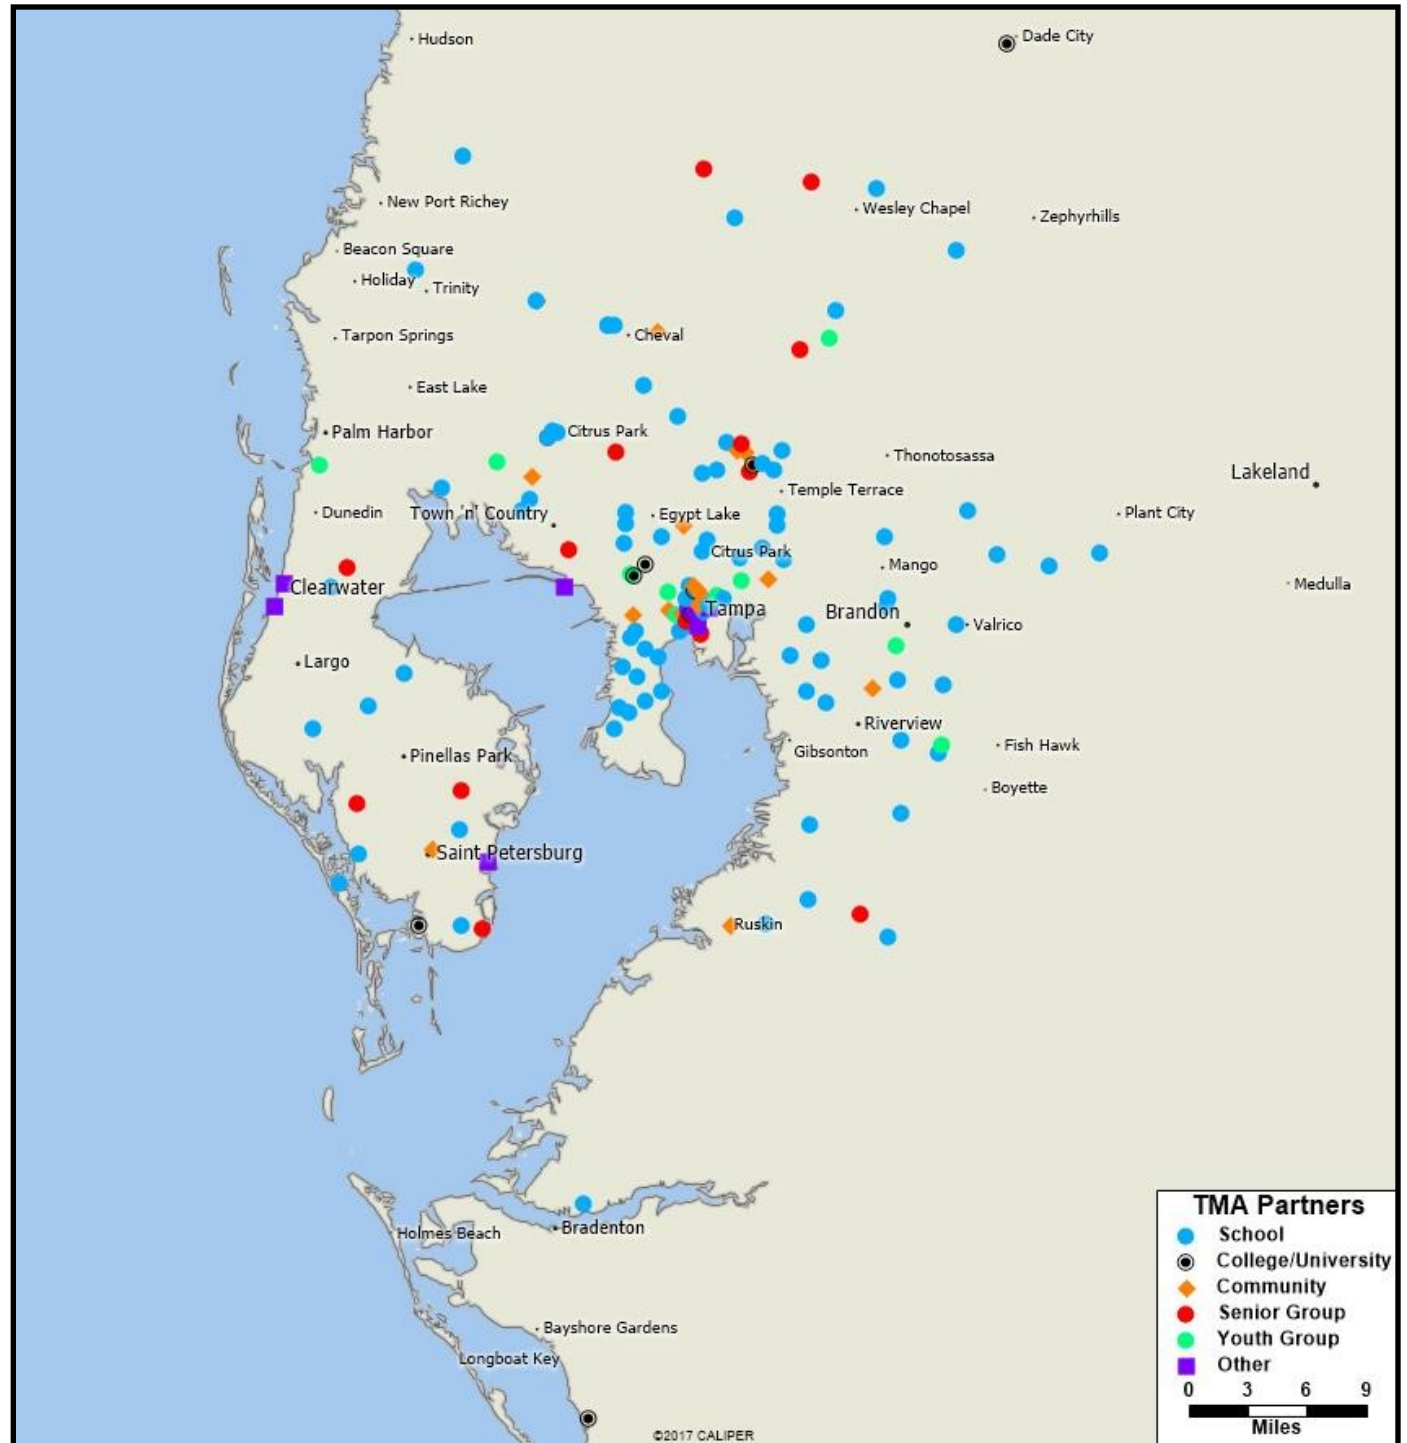 Hudson
Dade City
New Port Richey
Wesley Chapel
Zephyrhills
Beacon Square
Holiday
Trinity
Tarpon Springs
Cheval
East Lake
Palm Harbor
Citrus Park
Thonotosassa
Lakeland
Temple Terrace
Dunedin
Town 'n' Country
Egypt Lake
Plant City
Citrus Park
Mango
Clearwater
Medulla
Tampa
Brandon
Valrico
Largo
Riverview
Gibsonton
Fish Hawk
Pinellas Park
Boyette
Saint Petersburg
Ruskin
Holmes Beach
Bradenton
Bayshore Gardens
Longboat Key
©2017 CALIPER
TMA Partners
School
College/University
Community
Senior Group
Youth Group
Other
0 3 6 9
Miles